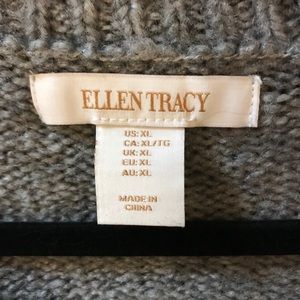 ELLEN TRACY
US: XL
CA: XL/TG
UK: XL
EU: XL
AU: XL
MADE IN
CHINA